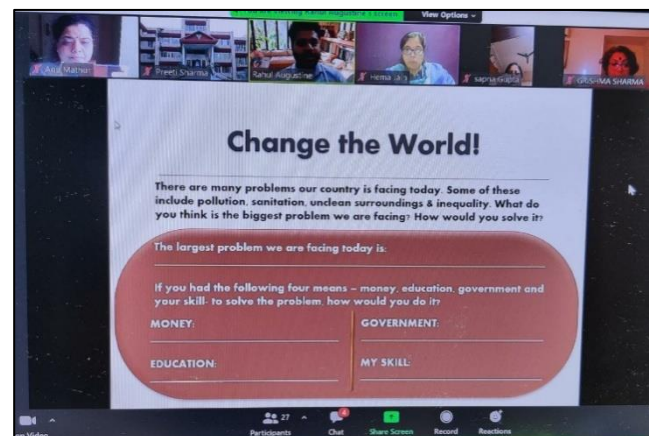 View Options
Preeti Sharma
Rahul Augustine
Hema
sapna Gupta
GRISHMA SHARMA
Change the World!
There are many problems our country is facing today. Some of these
include pollution, sanitation, unclean surroundings & inequality. What do
you think is the biggest problem we are facing? How would you solve it?
The largest problem we are facing today is:
If you had the following four means – money, education, government and
your skill- to solve the problem, how would you do it?
MONEY:
GOVERNMENT:
EDUCATION:
MY SKILL:
27
4
Video
Participants
Chat
Share Screen
Record
Reactions